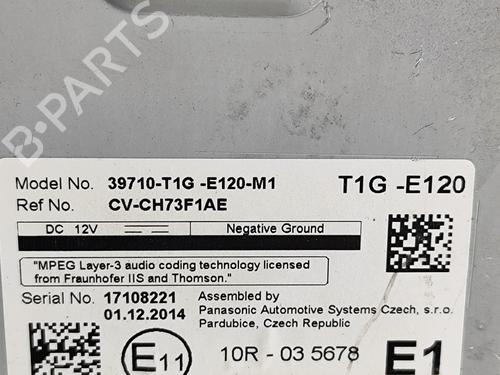 B-PARTS
Model No. 39710-T1G -E120-M1 T1G -E120
Ref No. CV-CH73F1AE
DC 12V Negative Ground
"MPEG Layer-3 audio coding technology licensed
from Fraunhofer IIS and Thomson."
Serial No. 17108221 Assembled by
01.12.2014 Panasonic Automotive Systems Czech, s.r.o.
Pardubice, Czech Republic
E11 10R - 03 5678 E1